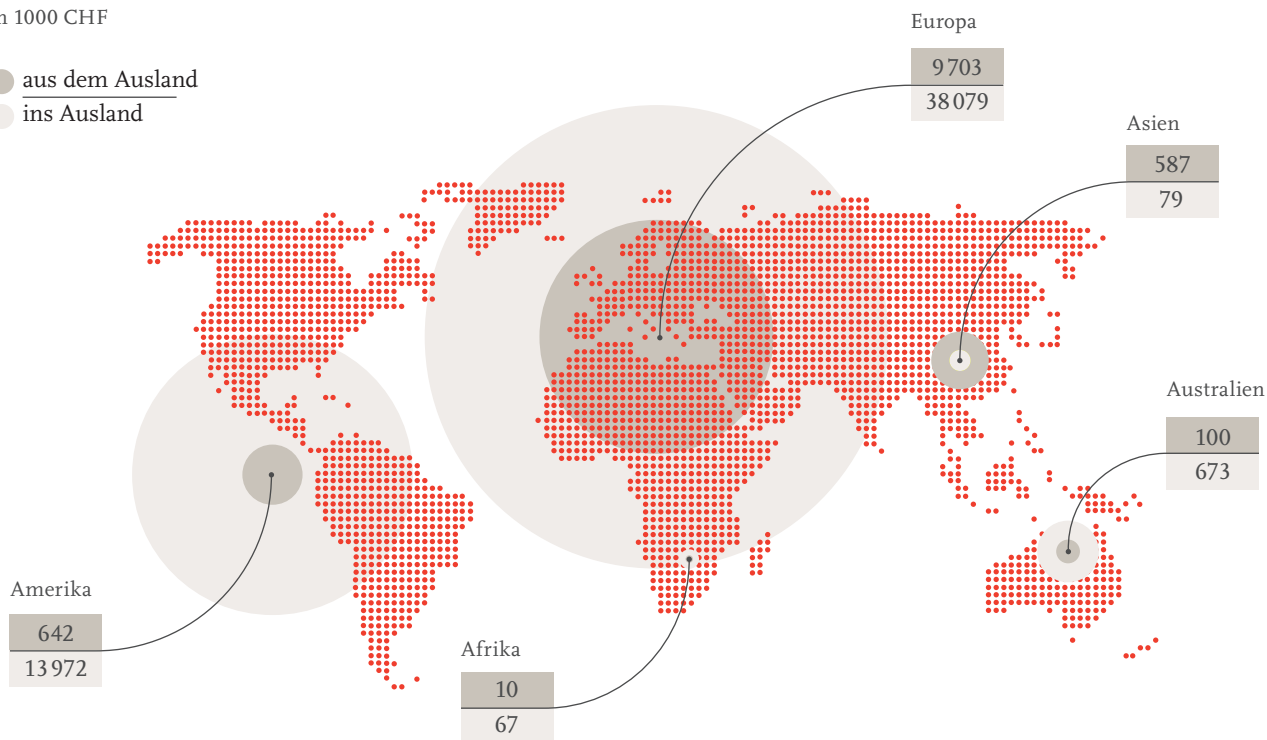 1000 CHF
aus dem Ausland
ins Ausland
Europa
9 703
38 079
Asien
587
79
Australien
100
673
Amerika
642
13 972
Afrika
10
67